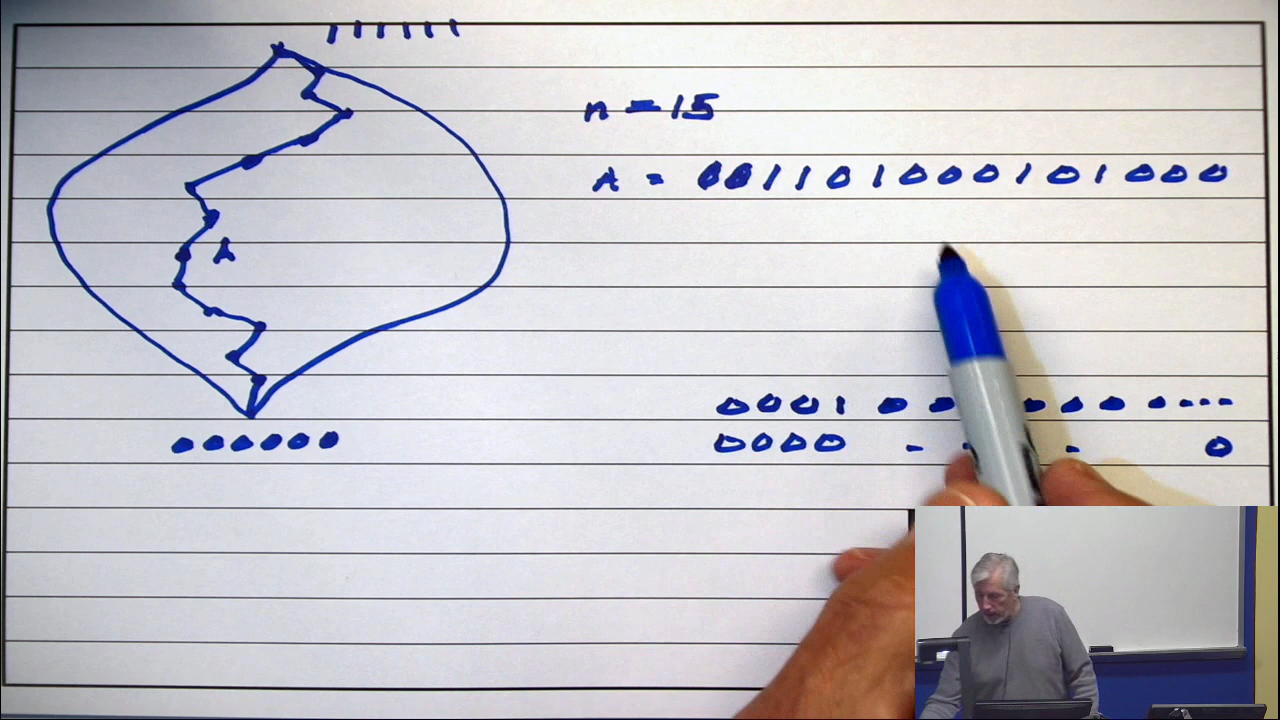 111111
n = 15
A = 001101000101000
A
0001
0000 - - 0
000000